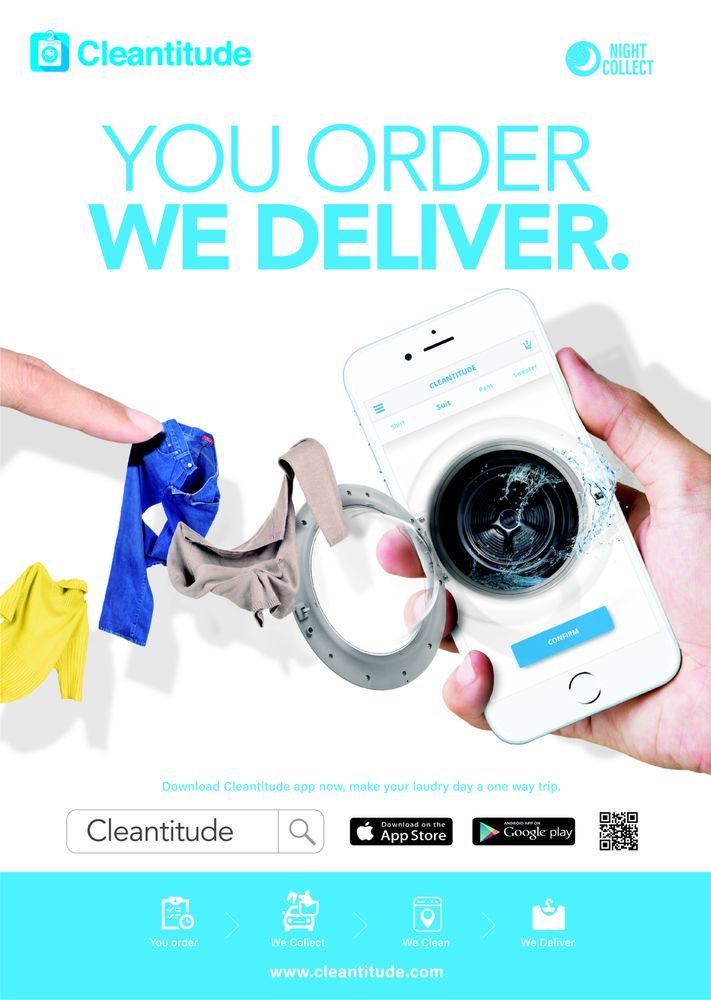 Cleantitude
NIGHT
COLLECT
YOU ORDER
WE DELIVER.
CLEANTITUDE
Shirt Suit Pant Sweater
CONFIRM
Download Cleantitude app now, make your laudry day a one way trip.
Cleantitude
Download on the
App Store
ANDROID APP ON
Google play
You order
We Collect
We Clean
We Deliver
www.cleantitude.com